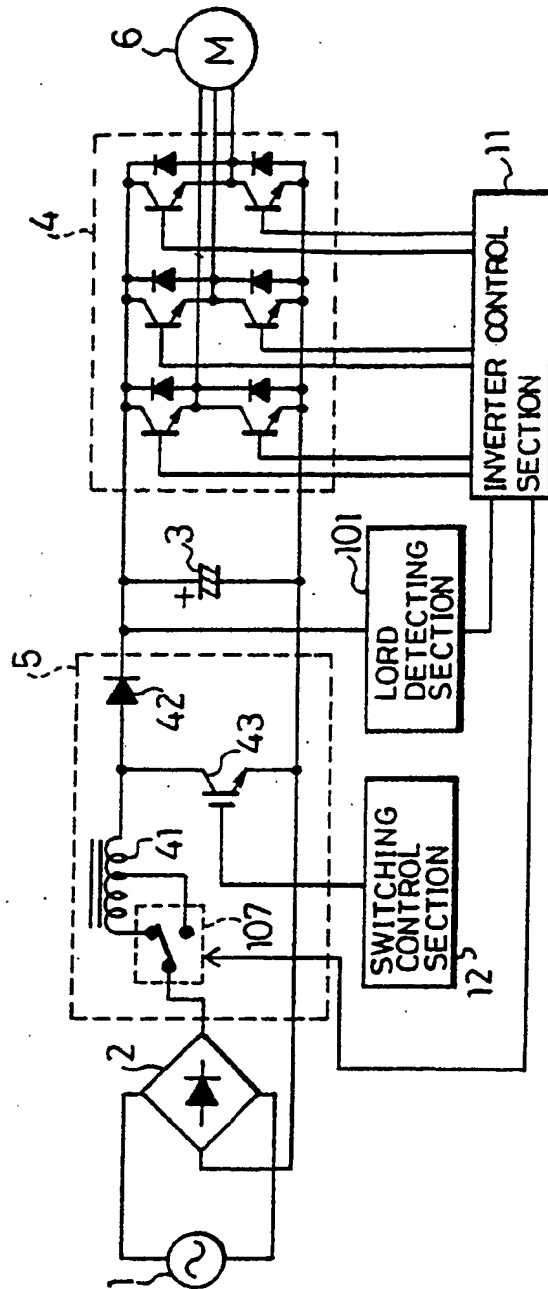 1
2
5
41
107
42
43
3
+
4
6
M
SWITCHING
CONTROL
SECTION
12
LORD
DETECTING
SECTION
101
INVERTER CONTROL
SECTION
11